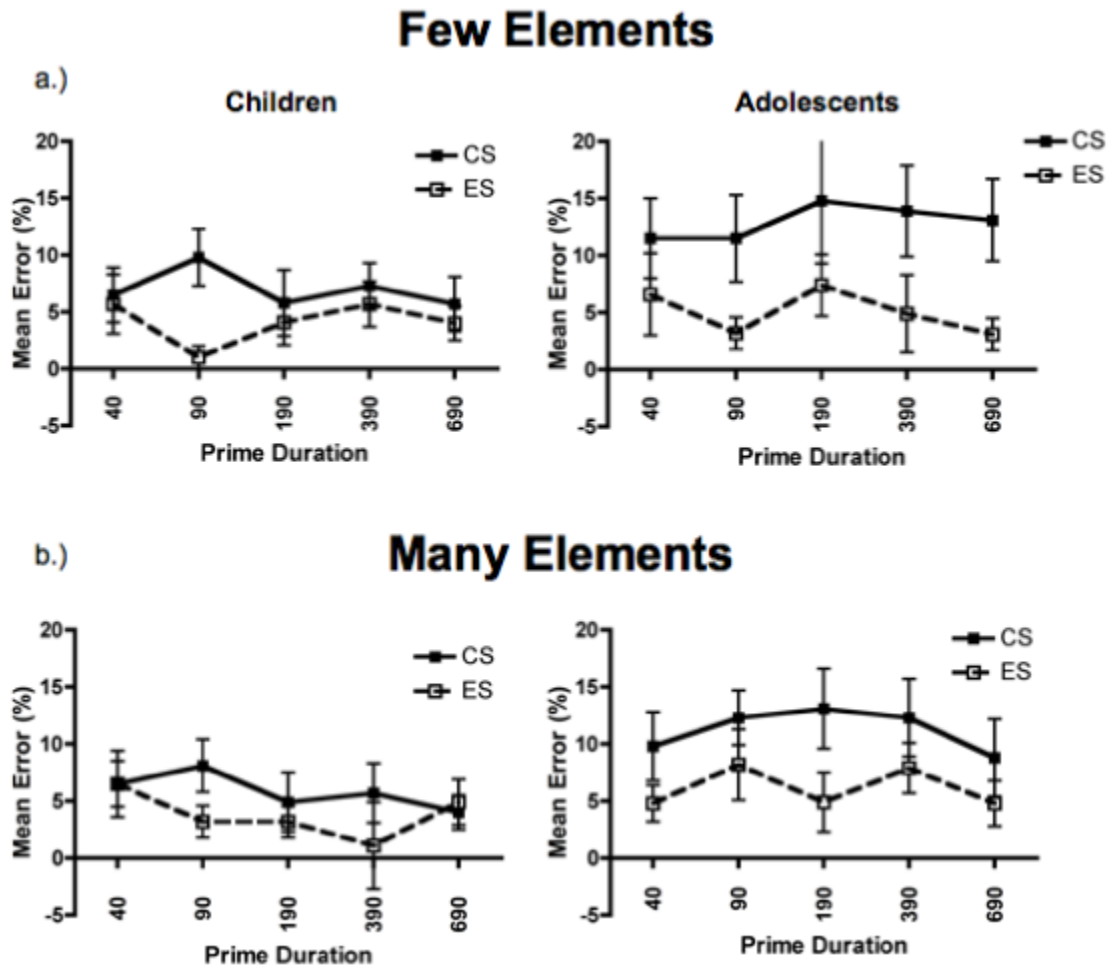 Few Elements
a.)
Children
Adolescents
CS
ES
Mean Error (%)
20
15
10
5
0
-5
40
90
190
390
690
Prime Duration
CS
ES
Mean Error (%)
20
15
10
5
0
-5
40
90
190
390
690
Prime Duration
b.)
Many Elements
CS
ES
Mean Error (%)
20
15
10
5
0
-5
40
90
190
390
690
Prime Duration
CS
ES
Mean Error (%)
20
15
10
5
0
-5
40
90
190
390
690
Prime Duration